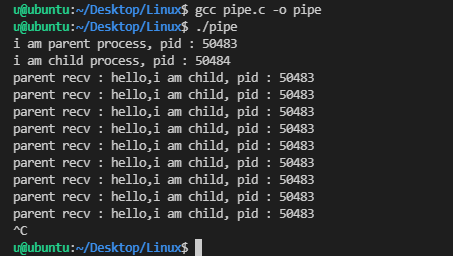 u@ubuntu:~/Desktop/Linux$ gcc pipe.c -o pipe
u@ubuntu:~/Desktop/Linux$ ./pipe
i am parent process, pid : 50483
i am child process, pid : 50484
parent recv : hello,i am child, pid : 50483
parent recv : hello,i am child, pid : 50483
parent recv : hello,i am child, pid : 50483
parent recv : hello,i am child, pid : 50483
parent recv : hello,i am child, pid : 50483
parent recv : hello,i am child, pid : 50483
parent recv : hello,i am child, pid : 50483
parent recv : hello,i am child, pid : 50483
parent recv : hello,i am child, pid : 50483
^C
u@ubuntu:~/Desktop/Linux$